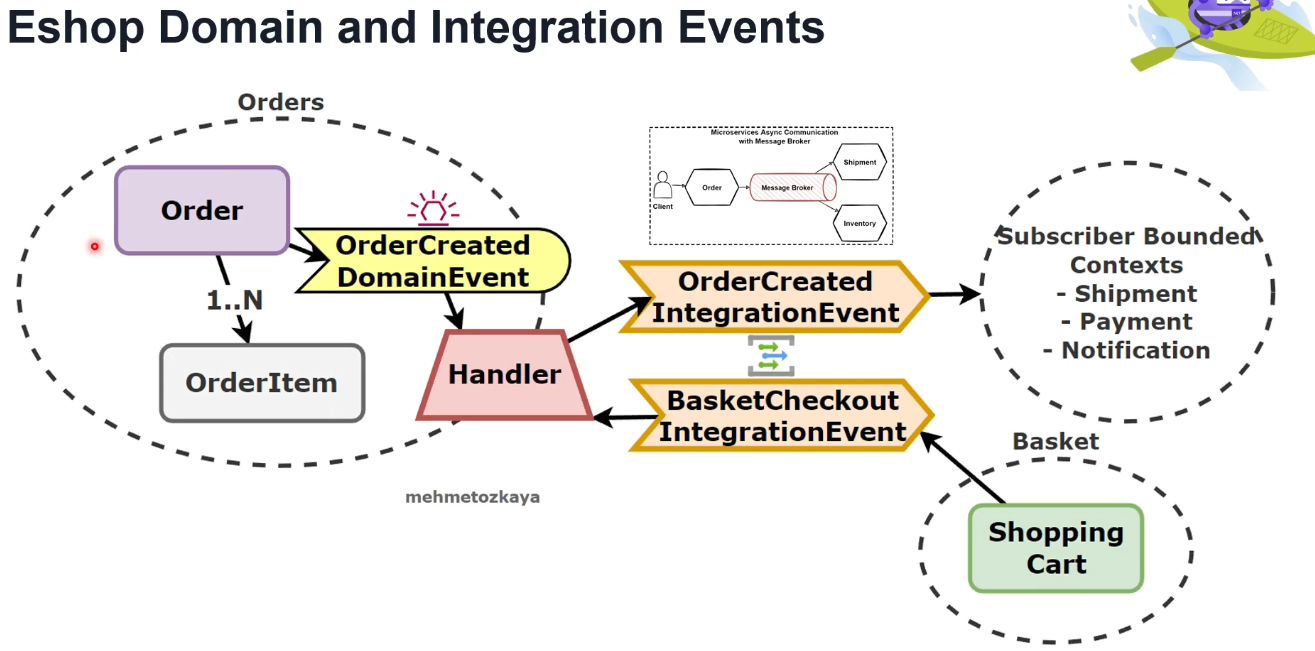 Eshop Domain and Integration Events
Orders
Order
OrderCreated
DomainEvent
1..N
OrderItem
Handler
mehmetozkaya
Microservices Async Communication
with Message Broker
Client
Order
Message Broker
Shipment
Inventory
OrderCreated
IntegrationEvent
BasketCheckout
IntegrationEvent
Subscriber Bounded
Contexts
- Shipment
- Payment
- Notification
Basket
Shopping
Cart